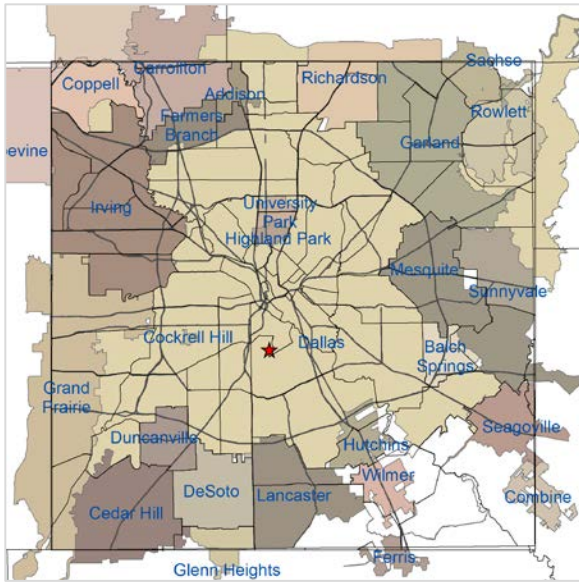 Sachse
Carrollton
Coppell
Richardson
Addison
Rowlett
Farmers
Branch
Garland
evine
Irving
University
Park
Highland Park
Mesquite
Sunnyvale
Cockrell Hill
Dallas
Balch
Springs
Grand
Prairie
Seagoville
Duncanville
Hutchins
Wilmer
DeSoto
Lancaster
Combine
Cedar Hill
Ferris
Glenn Heights